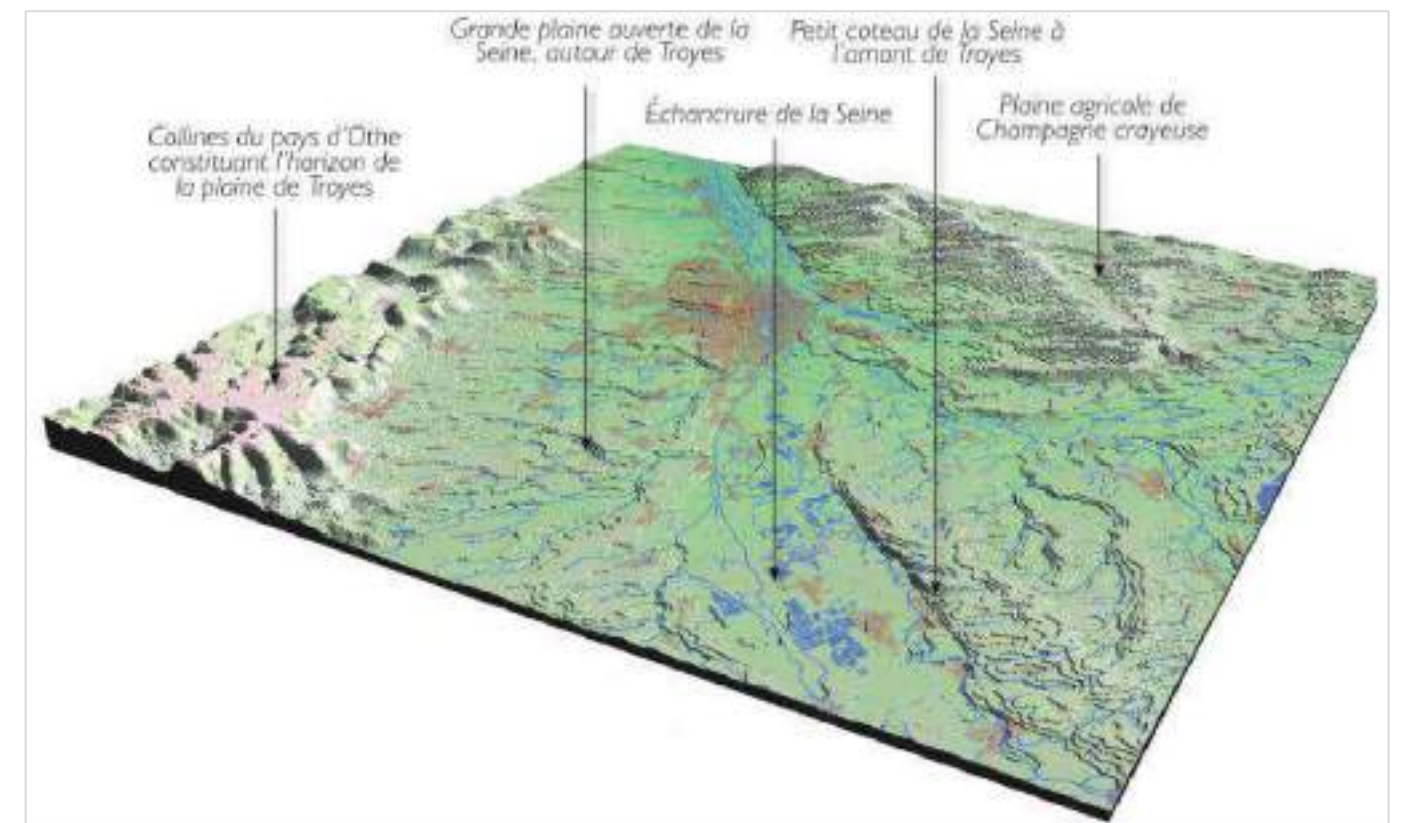 Grande plaine ouverte de la
Seine, autour de Troyes
Petit coteau de la Seine à
l'amont de Troyes
Échancrure de la Seine
Plaine agricole de
Champagne crayeuse
Collines du pays d'Othe
constituant l'horizon de
la plaine de Troyes